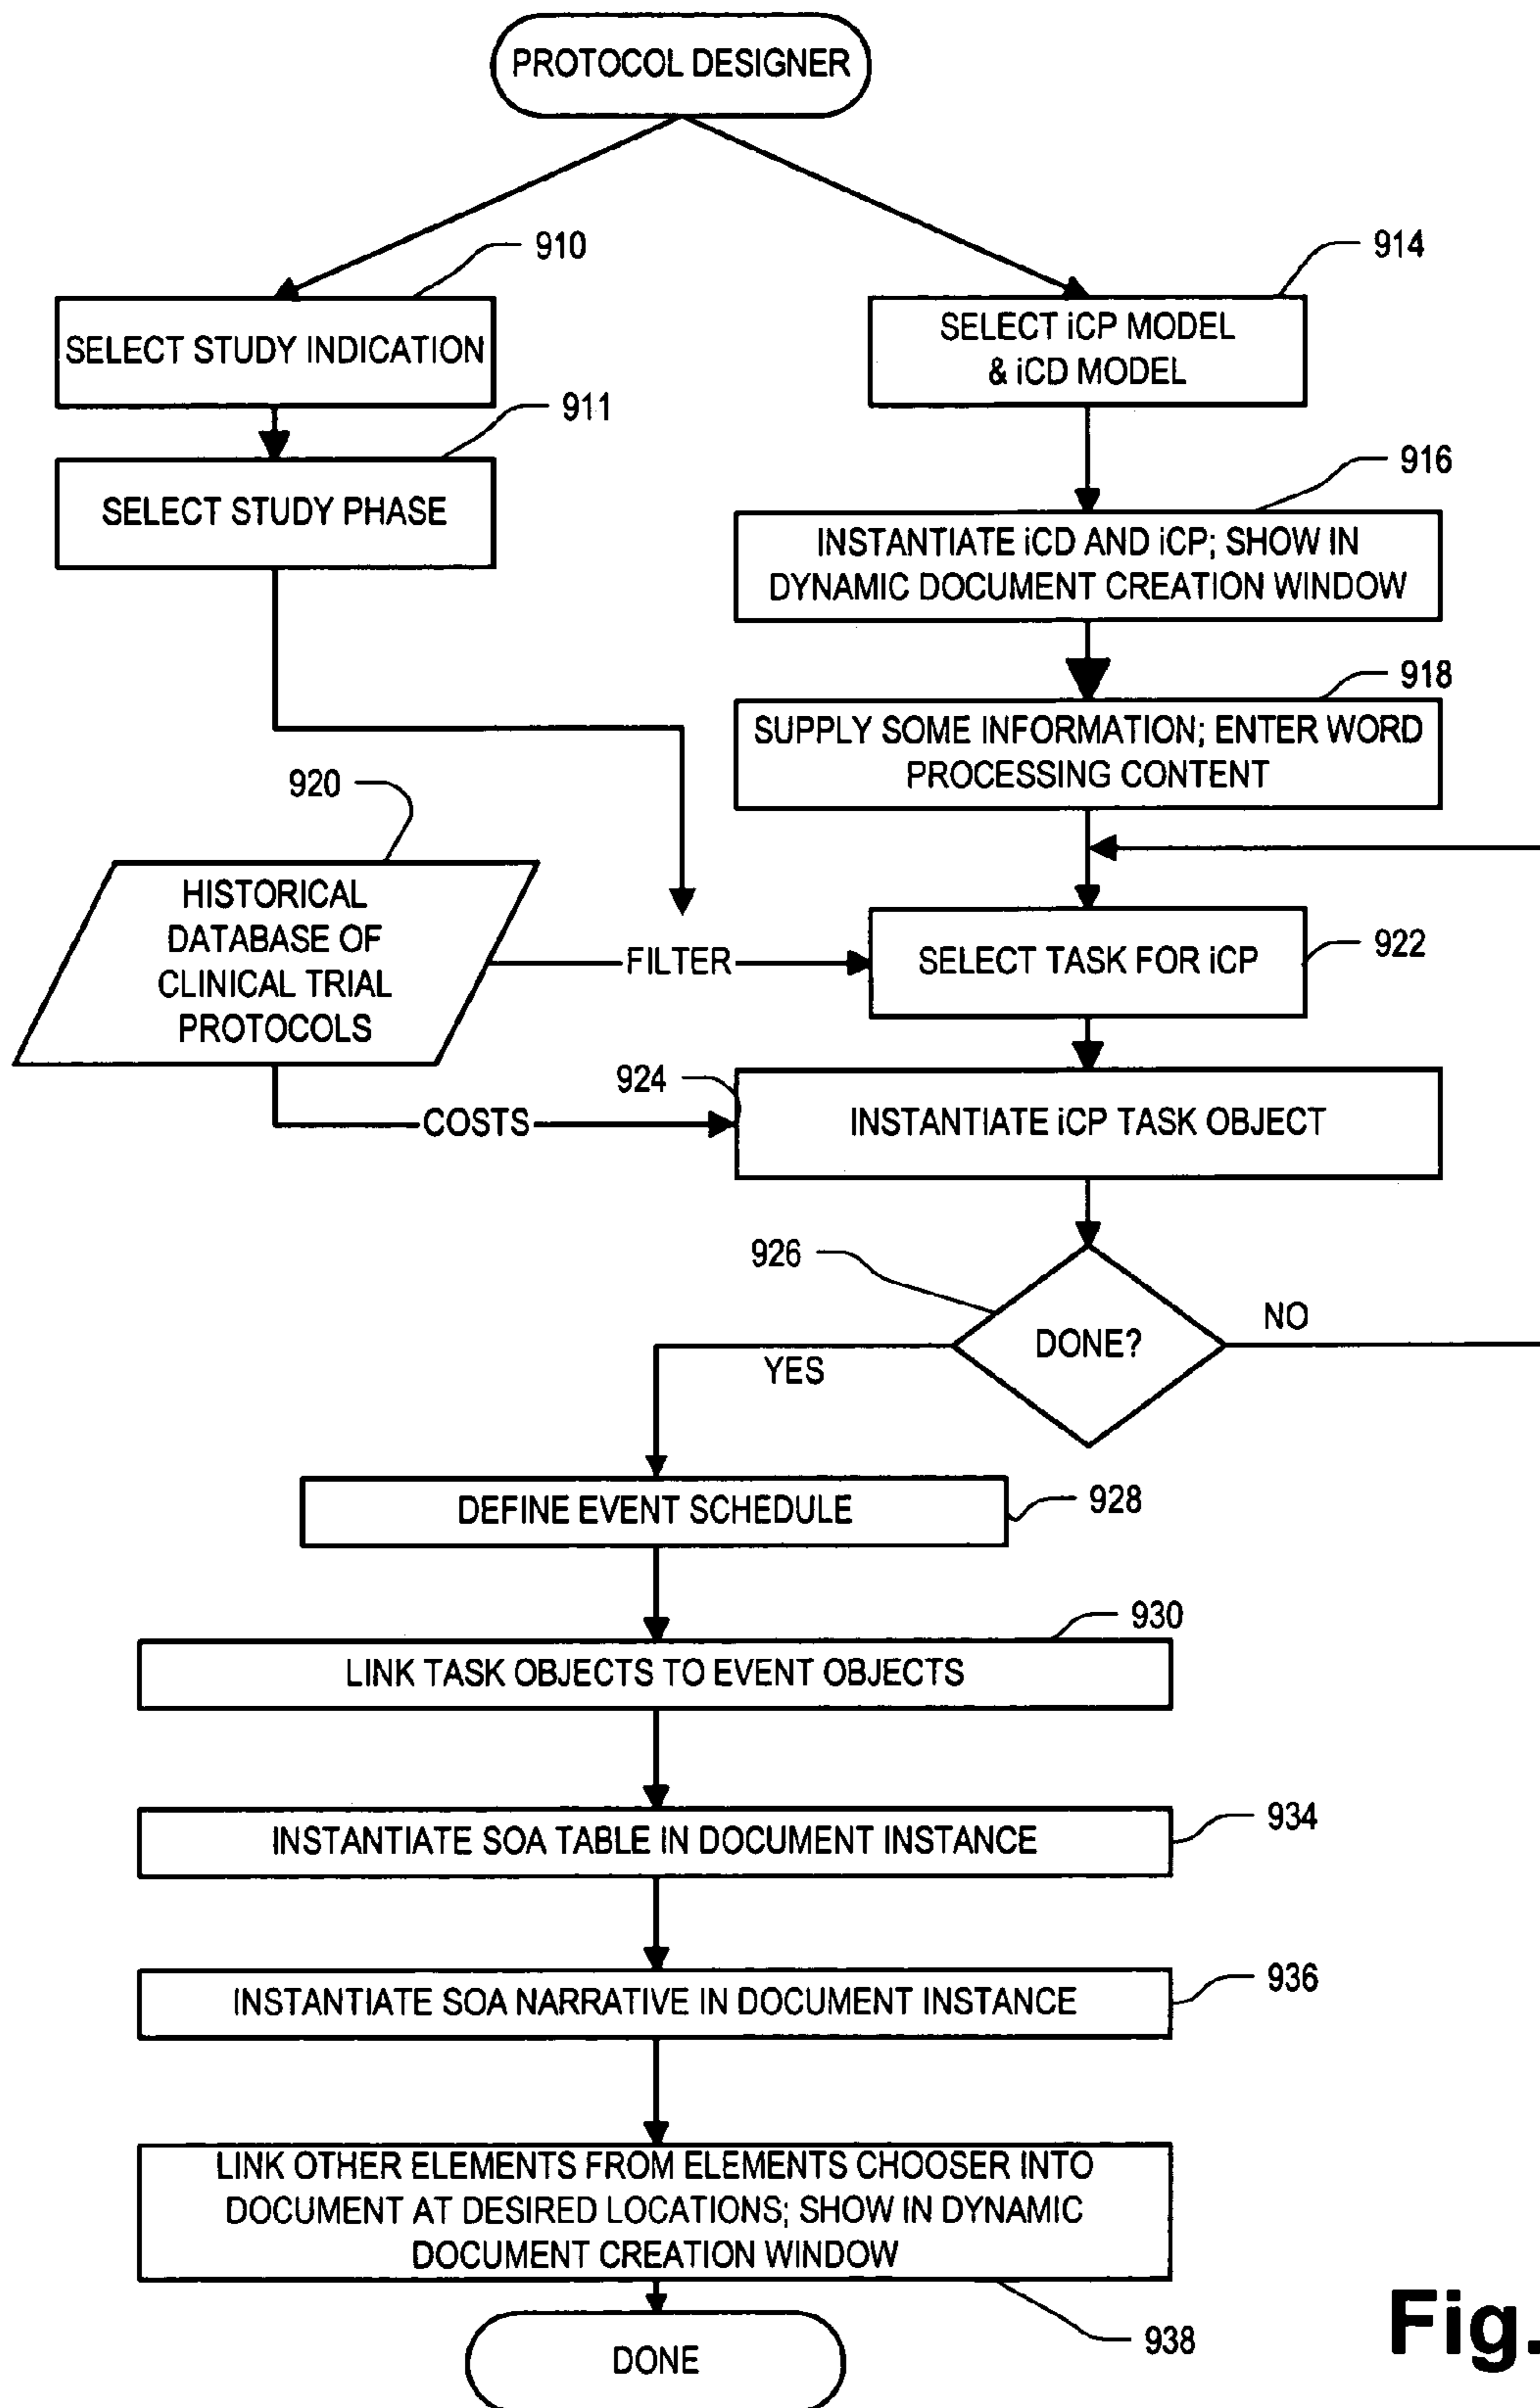 PROTOCOL DESIGNER
910
914
SELECT STUDY INDICATION
SELECT iCP MODEL
& iCD MODEL
911
SELECT STUDY PHASE
916
INSTANTIATE iCD AND iCP; SHOW IN
DYNAMIC DOCUMENT CREATION WINDOW
918
SUPPLY SOME INFORMATION; ENTER WORD
PROCESSING CONTENT
920
HISTORICAL
DATABASE OF
CLINICAL TRIAL
PROTOCOLS
FILTER
SELECT TASK FOR iCP
922
924
COSTS
INSTANTIATE iCP TASK OBJECT
926
DONE?
NO
YES
DEFINE EVENT SCHEDULE
928
930
LINK TASK OBJECTS TO EVENT OBJECTS
INSTANTIATE SOA TABLE IN DOCUMENT INSTANCE
934
INSTANTIATE SOA NARRATIVE IN DOCUMENT INSTANCE
936
LINK OTHER ELEMENTS FROM ELEMENTS CHOOSER INTO
DOCUMENT AT DESIRED LOCATIONS; SHOW IN DYNAMIC
DOCUMENT CREATION WINDOW
938
DONE
Fig.